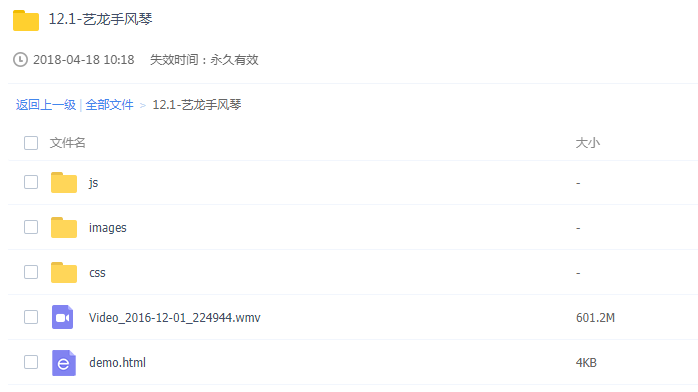 12.1-艺龙手风琴
2018-04-18 10:18 失效时间：永久有效
返回上一级 | 全部文件 > 12.1-艺龙手风琴
文件名 大小
js -
images -
css -
Video_2016-12-01_224944.wmv 601.2M
demo.html 4KB